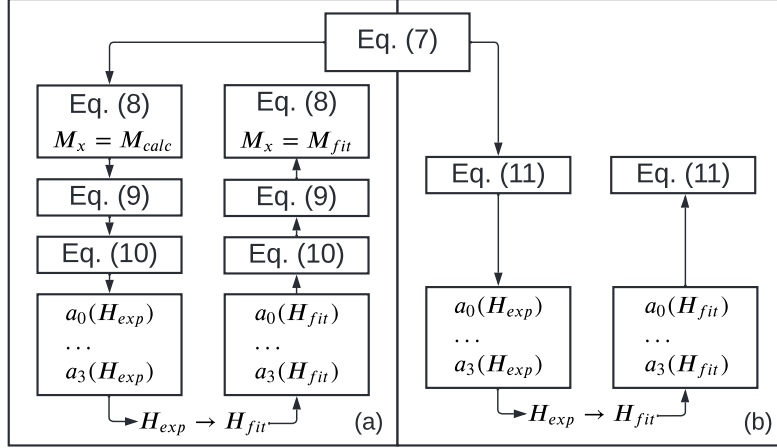 Eq. (7)
Eq. (8)
M_x = M_calc
Eq. (9)
Eq. (10)
a_0(H_exp)
...
a_3(H_exp)
H_exp → H_fit
Eq. (8)
M_x = M_fit
Eq. (9)
Eq. (10)
a_0(H_fit)
...
a_3(H_fit)
(a)
Eq. (11)
a_0(H_exp)
...
a_3(H_exp)
H_exp → H_fit
Eq. (11)
a_0(H_fit)
...
a_3(H_fit)
(b)